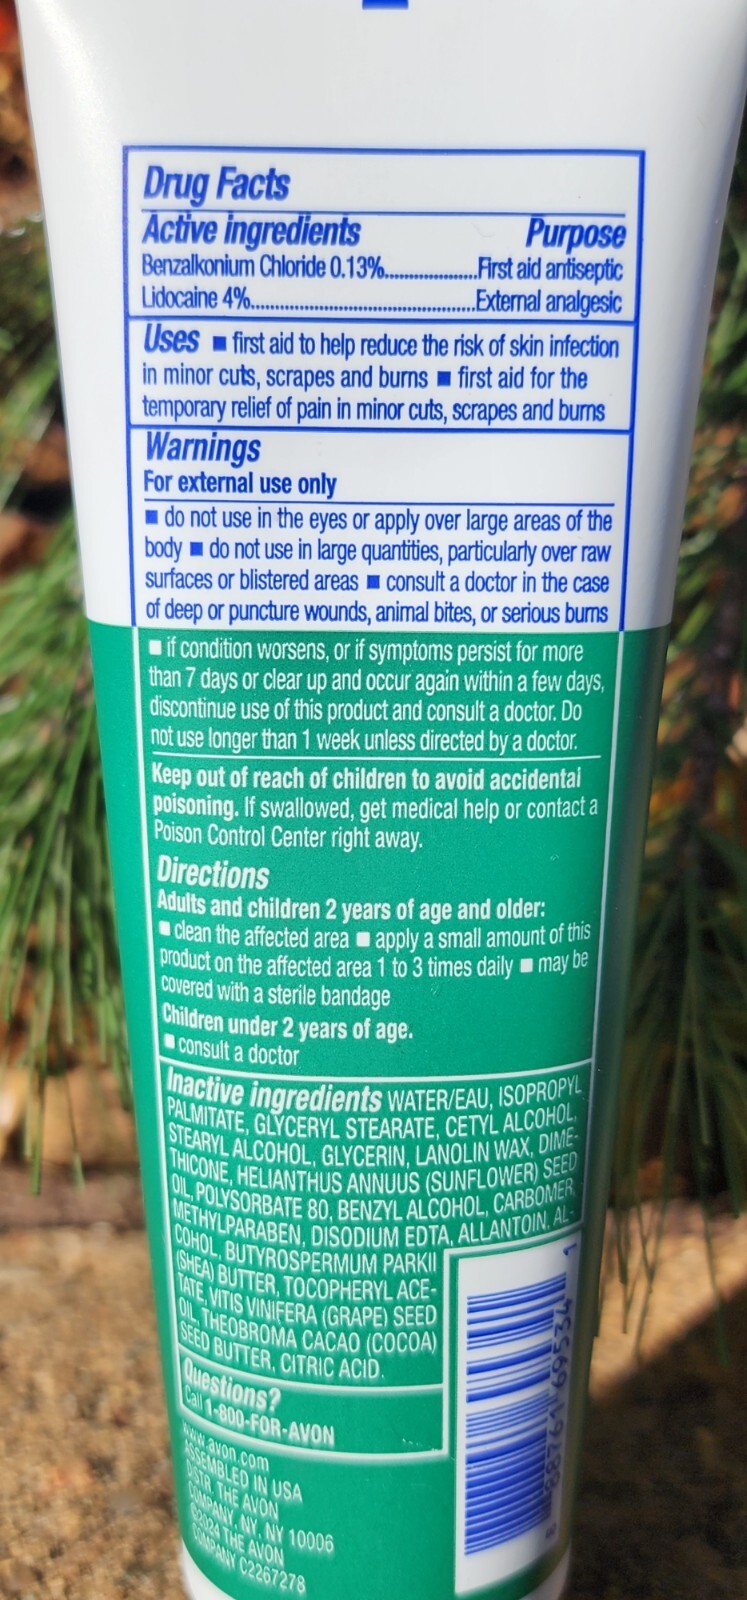 Drug Facts
Active ingredients Purpose
Benzalkonium Chloride 0.13%......................First aid antiseptic
Lidocaine 4%......................................................External analgesic
Uses ■ first aid to help reduce the risk of skin infection
in minor cuts, scrapes and burns ■ first aid for the
temporary relief of pain in minor cuts, scrapes and burns
Warnings
For external use only
■ do not use in the eyes or apply over large areas of the
body ■ do not use in large quantities, particularly over raw
surfaces or blistered areas ■ consult a doctor in the case
of deep or puncture wounds, animal bites, or serious burns
■ if condition worsens, or if symptoms persist for more
than 7 days or clear up and occur again within a few days,
discontinue use of this product and consult a doctor. Do
not use longer than 1 week unless directed by a doctor.
Keep out of reach of children to avoid accidental
poisoning. If swallowed, get medical help or contact a
Poison Control Center right away.
Directions
Adults and children 2 years of age and older:
■ clean the affected area ■ apply a small amount of this
product on the affected area 1 to 3 times daily ■ may be
covered with a sterile bandage
Children under 2 years of age.
■ consult a doctor
Inactive ingredients WATER/EAU, ISOPROPYL
PALMITATE, GLYCERYL STEARATE, CETYL ALCOHOL,
STEARYL ALCOHOL, GLYCERIN, LANOLIN WAX, DIME-
THICONE, HELIANTHUS ANNUUS (SUNFLOWER) SEED
OIL, POLYSORBATE 80, BENZYL ALCOHOL, CARBOMER,
METHYLPARABEN, DISODIUM EDTA, ALLANTOIN, AL-
COHOL, BUTYROSPERMUM PARKII
(SHEA) BUTTER, TOCOPHERYL ACE-
TATE, VITIS VINIFERA (GRAPE) SEED
OIL, THEOBROMA CACAO (COCOA)
SEED BUTTER, CITRIC ACID.
Questions?
Call 1-800-FOR-AVON
www.avon.com
ASSEMBLED IN USA
DISTR. THE AVON
COMPANY, NY, NY 10006
©2024 THE AVON
COMPANY C2267278
69534 1